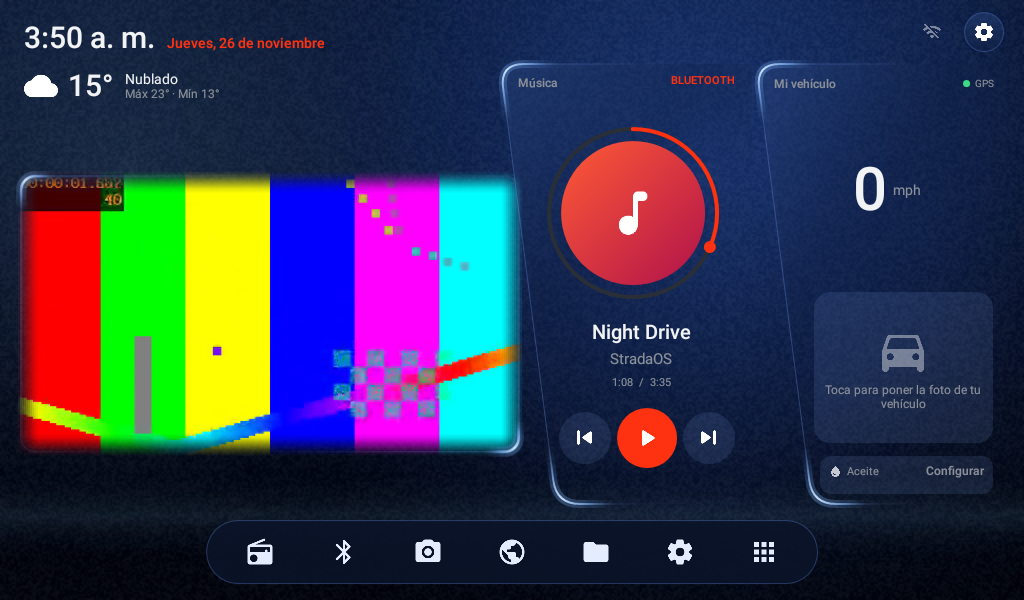 3:50 a. m.
Jueves, 26 de noviembre
15°
Nublado
Máx 23° · Mín 13°
Música
BLUETOOTH
Mi vehículo
GPS
40
0 mph
Night Drive
StradaOS
1:08 / 3:35
Toca para poner la foto de tu
vehículo
Aceite
Configurar